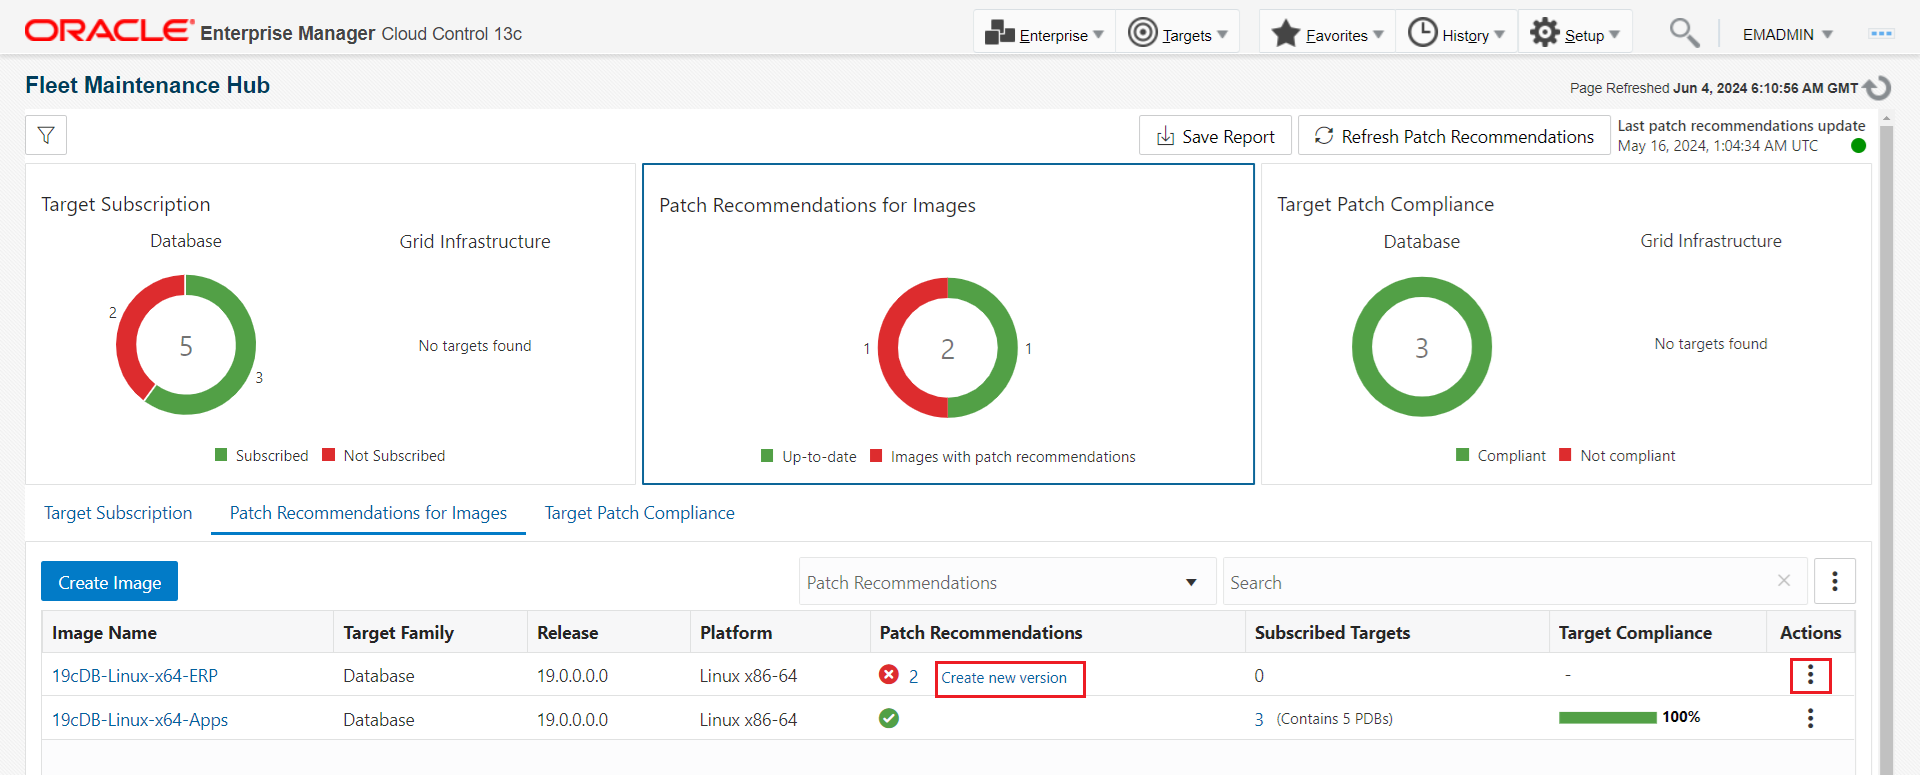 ORACLE Enterprise Manager Cloud Control 13c
Enterprise
Targets
Favorites
History
Setup
EMADMIN
Fleet Maintenance Hub
Page Refreshed Jun 4, 2024 6:10:56 AM GMT
Save Report
Refresh Patch Recommendations
Last patch recommendations update
May 16, 2024, 1:04:34 AM UTC
Target Subscription
Database
Grid Infrastructure
2
5
3
No targets found
Subscribed
Not Subscribed
Patch Recommendations for Images
1
2
1
Up-to-date
Images with patch recommendations
Target Patch Compliance
Database
Grid Infrastructure
3
No targets found
Compliant
Not compliant
Target Subscription
Patch Recommendations for Images
Target Patch Compliance
Create Image
Patch Recommendations
Search
Image Name Target Family Release Platform Patch Recommendations Subscribed Targets Target Compliance Actions
19cDB-Linux-x64-ERP Database 19.0.0.0.0 Linux x86-64 2 Create new version 0 -
19cDB-Linux-x64-Apps Database 19.0.0.0.0 Linux x86-64 3 (Contains 5 PDBs) 100%